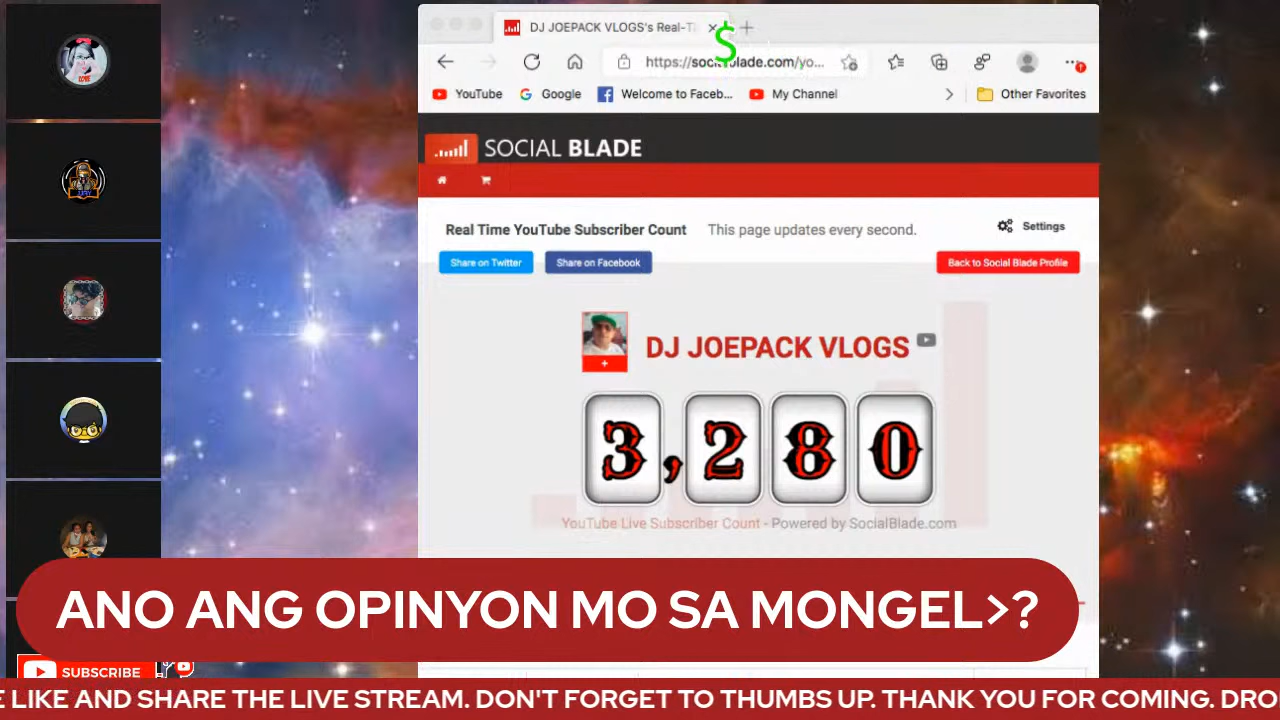 DJ JOEPACK VLOGS's Real-Ti
$
https://socialblade.com/yo...
YouTube
Google
Welcome to Faceb...
My Channel
Other Favorites
SOCIAL BLADE
Real Time YouTube Subscriber Count
This page updates every second.
Settings
Share on Twitter
Share on Facebook
Back to Social Blade Profile
DJ JOEPACK VLOGS
3,280
YouTube Live Subscriber Count - Powered by SocialBlade.com
ANO ANG OPINYON MO SA MONGEL>?
SUBSCRIBE
E LIKE AND SHARE THE LIVE STREAM. DON'T FORGET TO THUMBS UP. THANK YOU FOR COMING. DRO